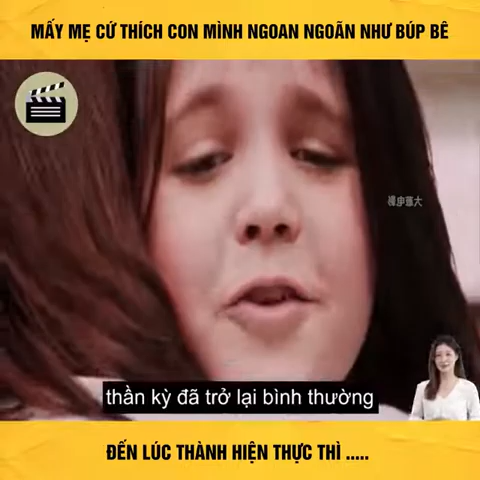 MẤY MẸ CỨ THÍCH CON MÌNH NGOAN NGOÃN NHƯ BÚP BÊ
thần kỳ đã trở lại bình thường
ĐẾN LÚC THÀNH HIỆN THỰC THÌ .....